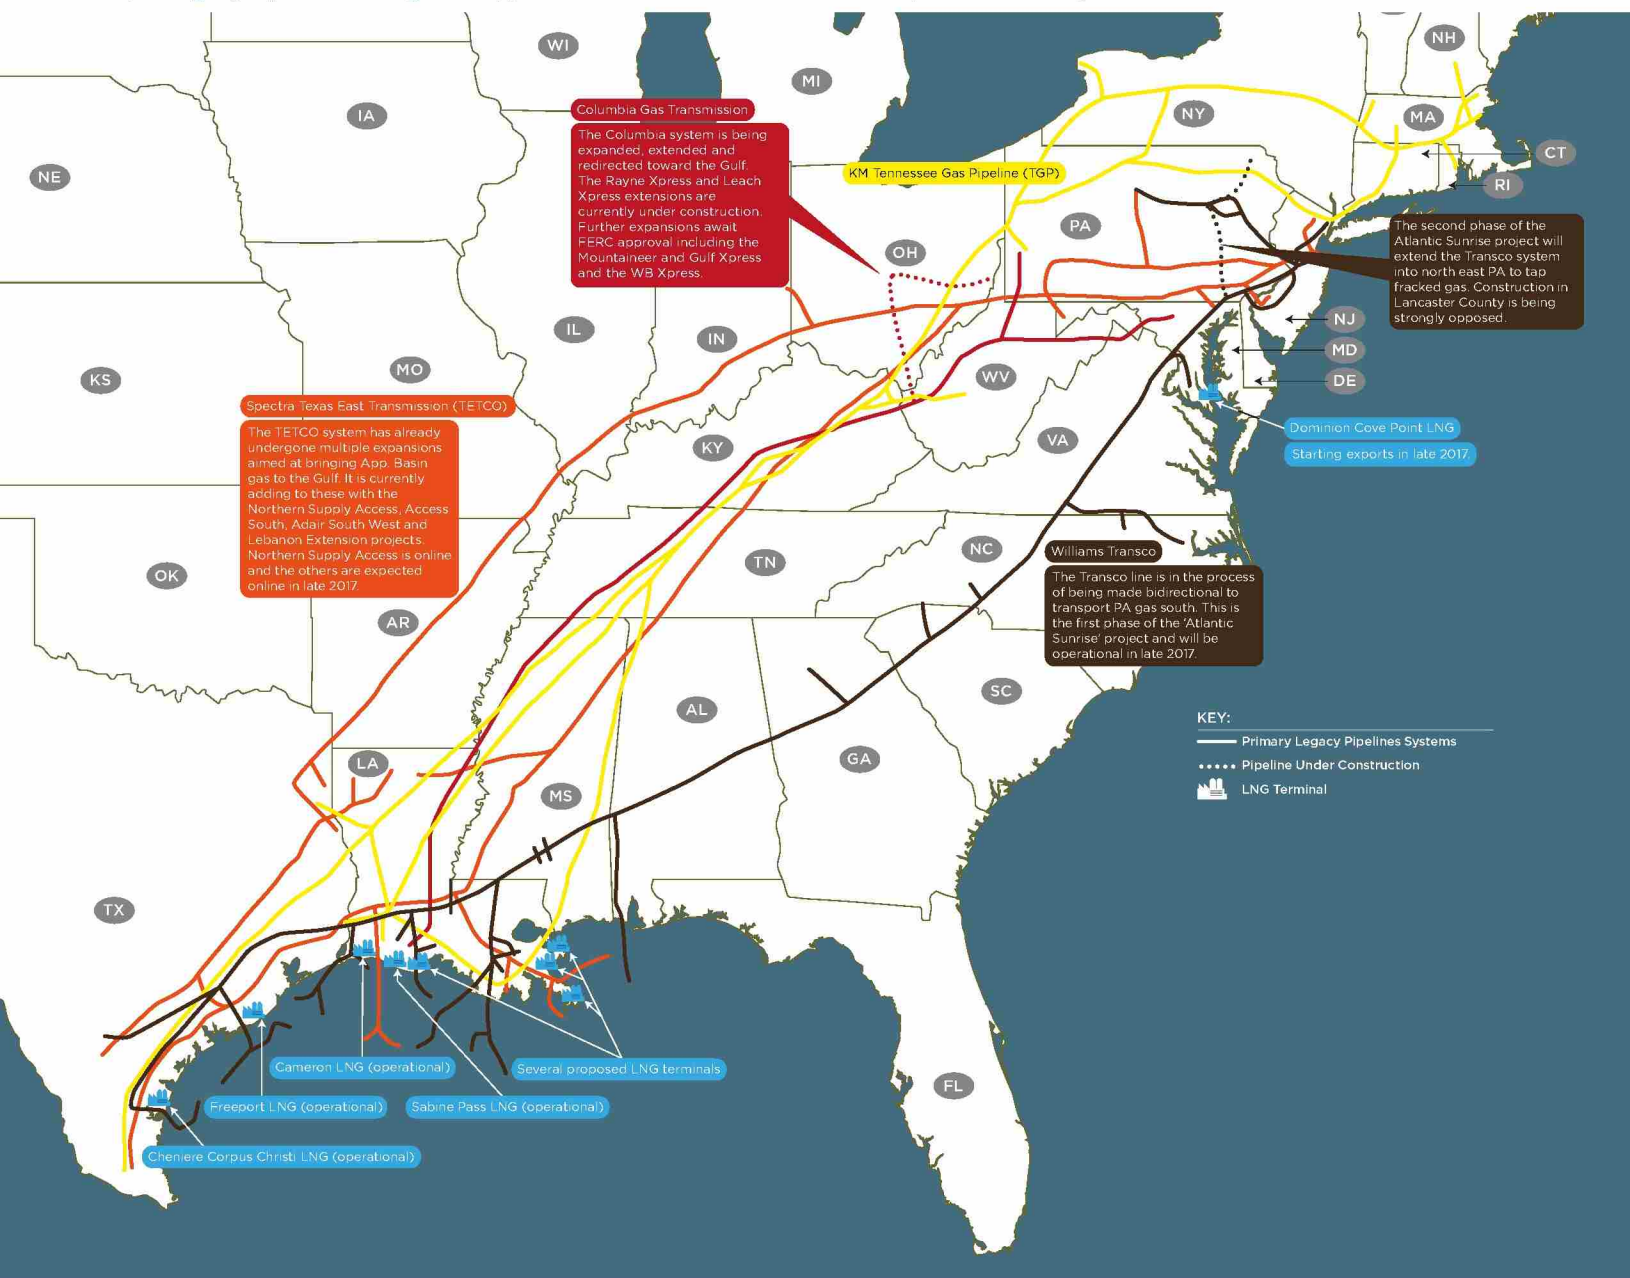 WI
NH
MI
IA
Columbia Gas Transmission
NY
MA
The Columbia system is being
expanded, extended and
redirected toward the Gulf.
The Rayne Xpress and Leach
Xpress extensions are
currently under construction.
Further expansions await
FERC approval including the
Mountaineer and Gulf Xpress
and the WB Xpress.
CT
NE
KM Tennessee Gas Pipeline (TGP)
RI
PA
The second phase of the
Atlantic Sunrise project will
extend the Transco system
into north east PA to tap
fracked gas. Construction in
Lancaster County is being
strongly opposed.
OH
IL
IN
NJ
MD
KS
MO
WV
DE
Spectra Texas East Transmission (TETCO)
The TETCO system has already
undergone multiple expansions
aimed at bringing App. Basin
gas to the Gulf. It is currently
adding to these with the
Northern Supply Access, Access
South, Adair South West and
Lebanon Extension projects.
Northern Supply Access is online
and the others are expected
online in late 2017.
KY
VA
Dominion Cove Point LNG
Starting exports in late 2017.
OK
TN
NC
Williams Transco
The Transco line is in the process
of being made bidirectional to
transport PA gas south. This is
the first phase of the 'Atlantic
Sunrise' project and will be
operational in late 2017.
AR
SC
AL
KEY:
Primary Legacy Pipelines Systems
Pipeline Under Construction
LNG Terminal
LA
GA
MS
TX
Cameron LNG (operational)
Several proposed LNG terminals
FL
Freeport LNG (operational)
Sabine Pass LNG (operational)
Cheniere Corpus Christi LNG (operational)